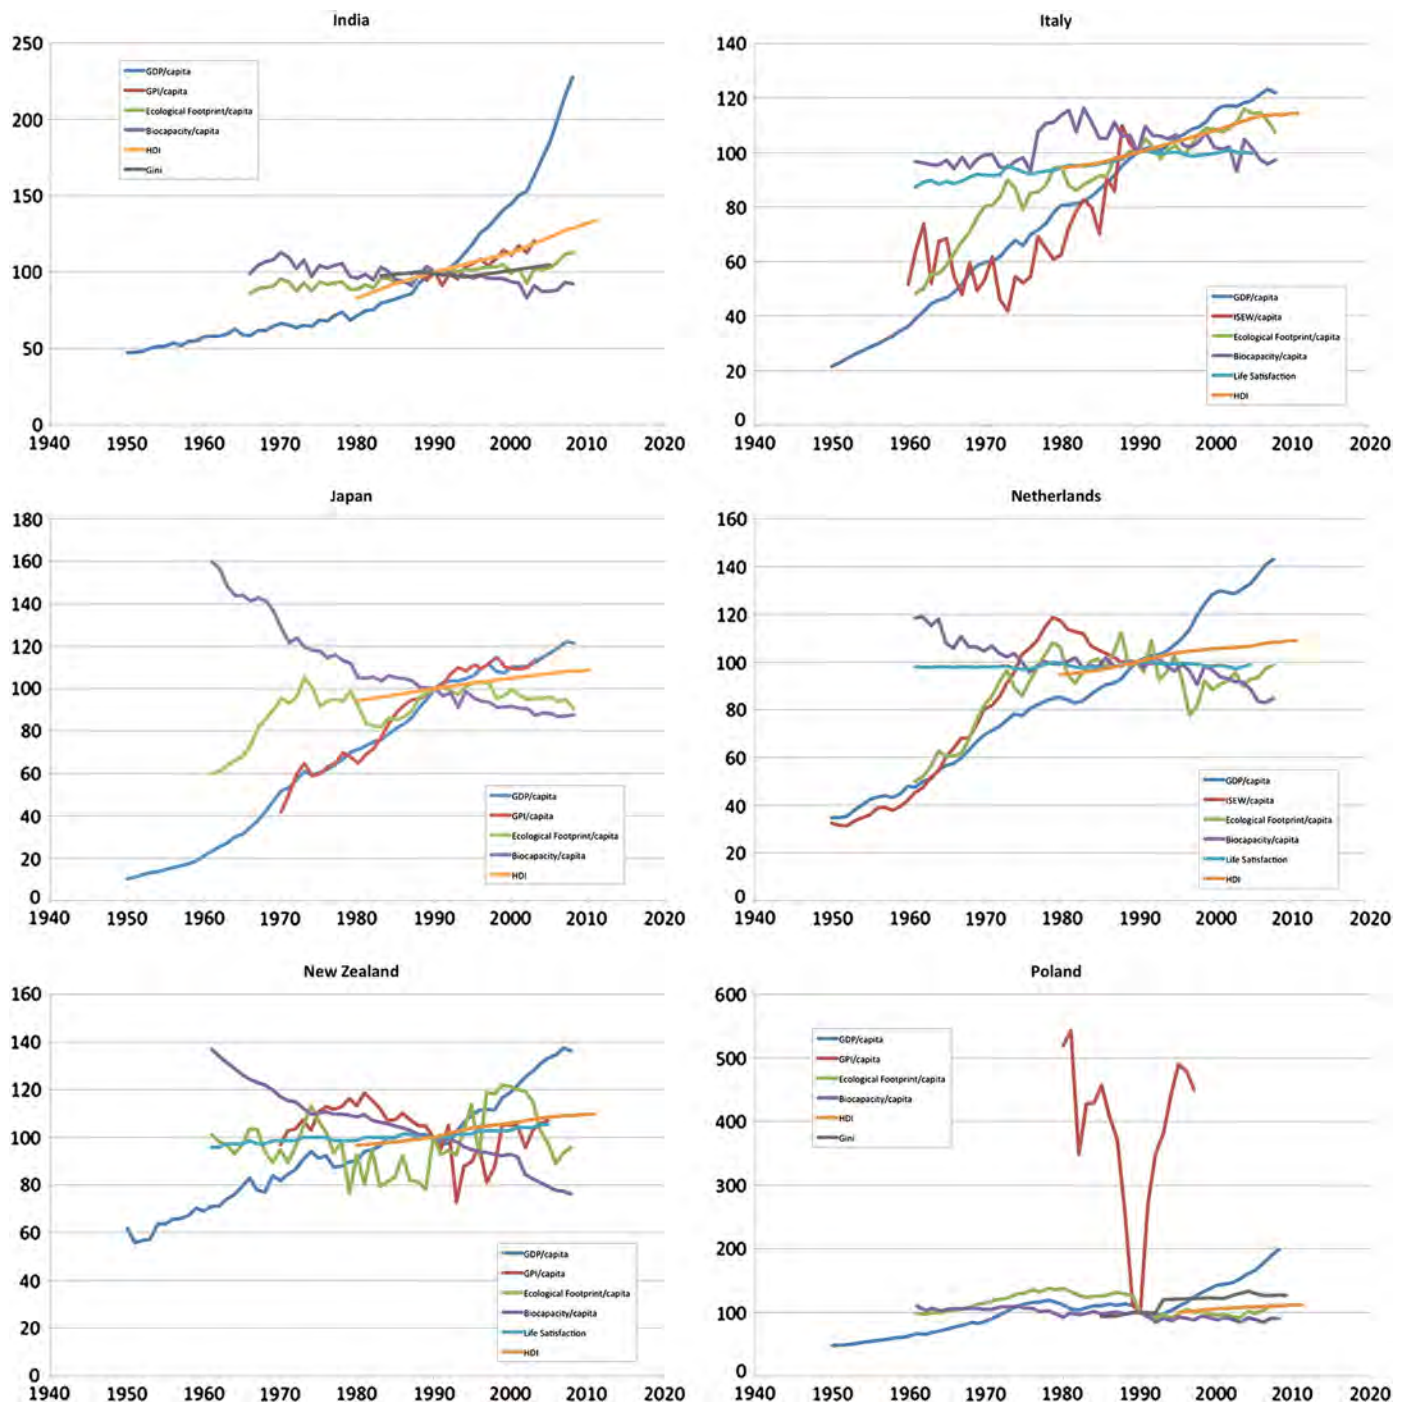 India
250
200
150
100
50
0
1940 1950 1960 1970 1980 1990 2000 2010 2020
GDP/capita
GPI/capita
Ecological Footprint/capita
Biocapacity/capita
HDI
Gini
Italy
140
120
100
80
60
40
20
0
1940 1950 1960 1970 1980 1990 2000 2010 2020
GDP/capita
ISEW/capita
Ecological Footprint/capita
Biocapacity/capita
Life Satisfaction
HDI
Japan
180
160
140
120
100
80
60
40
20
0
1940 1950 1960 1970 1980 1990 2000 2010 2020
GDP/capita
GPI/capita
Ecological Footprint/capita
Biocapacity/capita
HDI
Netherlands
160
140
120
100
80
60
40
20
0
1940 1950 1960 1970 1980 1990 2000 2010 2020
GDP/capita
ISEW/capita
Ecological Footprint/capita
Biocapacity/capita
Life Satisfaction
HDI
New Zealand
160
140
120
100
80
60
40
20
0
1940 1950 1960 1970 1980 1990 2000 2010 2020
GDP/capita
GPI/capita
Ecological Footprint/capita
Biocapacity/capita
Life Satisfaction
HDI
Poland
600
500
400
300
200
100
0
1940 1950 1960 1970 1980 1990 2000 2010 2020
GDP/capita
GPI/capita
Ecological Footprint/capita
Biocapacity/capita
HDI
Gini